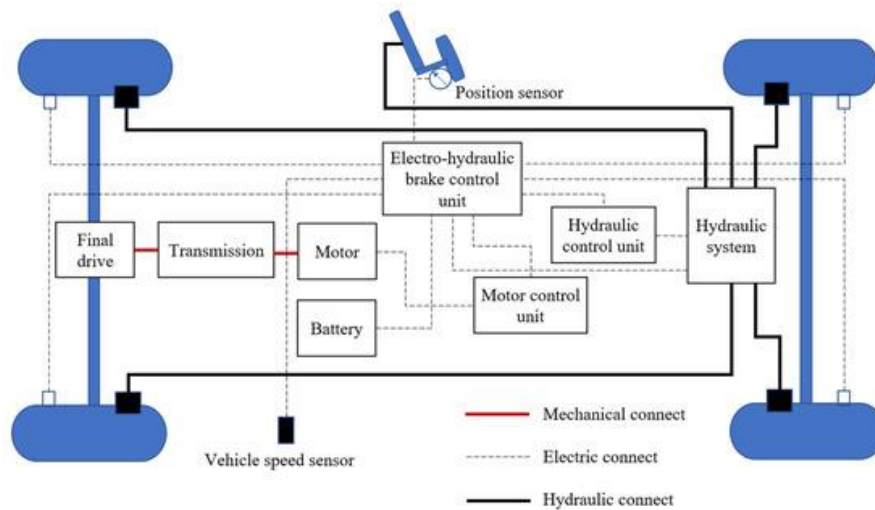 Position sensor
Electro-hydraulic
brake control
unit
Final
drive
Transmission
Motor
Hydraulic
control unit
Hydraulic
system
Battery
Motor control
unit
Mechanical connect
Vehicle speed sensor
Electric connect
Hydraulic connect